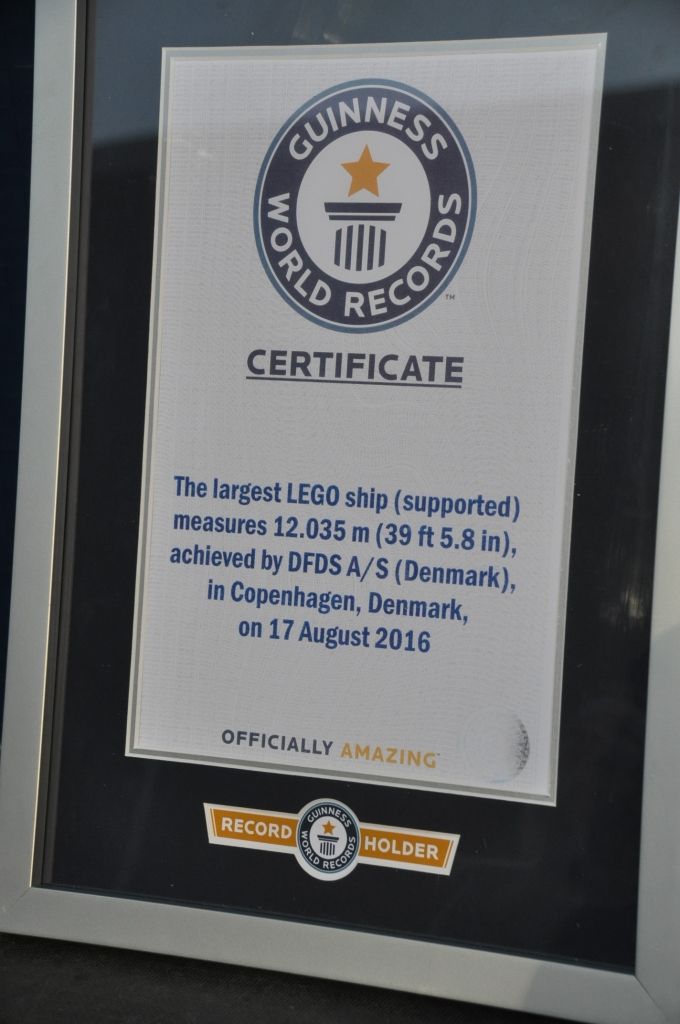 GUINNESS
WORLD RECORDS
TM
CERTIFICATE
The largest LEGO ship (supported)
measures 12.035 m (39 ft 5.8 in),
achieved by DFDS A/S (Denmark),
in Copenhagen, Denmark,
on 17 August 2016
OFFICIALLY AMAZING
RECORD
GUINNESS
WORLD RECORDS
HOLDER